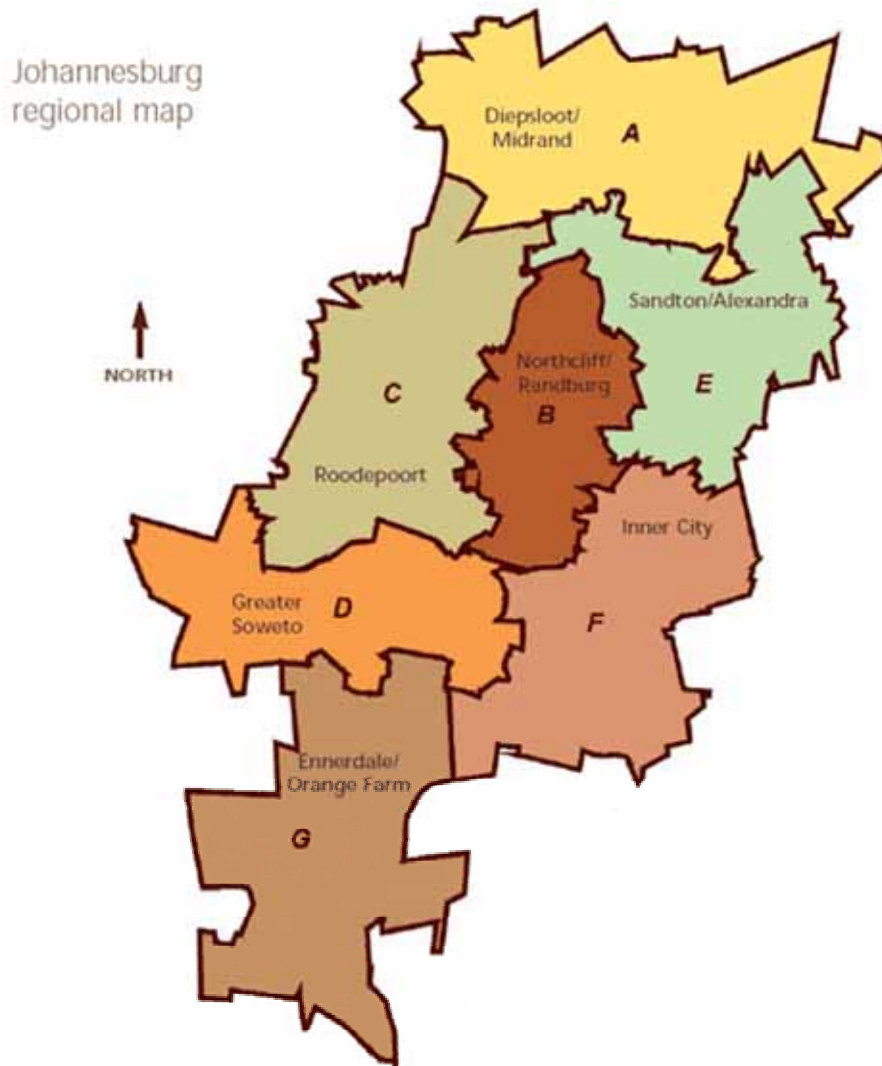 Johannesburg
regional map
Diepsloot/
Midrand
A
NORTH
Sandton/Alexandra
E
Northcliff/
Randburg
B
C
Roodepoort
Inner City
F
Greater
Soweto
D
Ennerdale/
Orange Farm
G